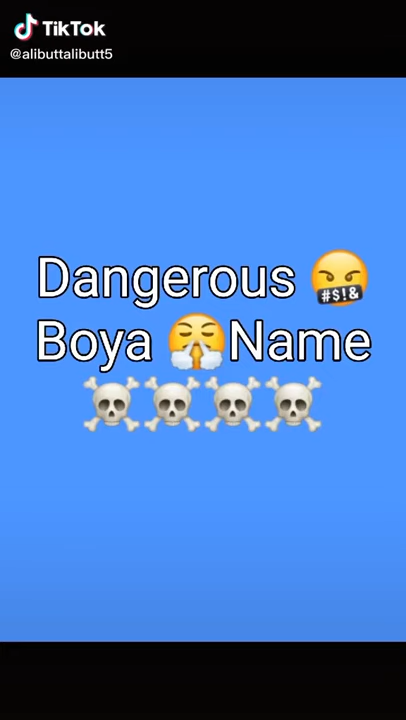 TikTok
@alibuttalibutt5
Dangerous 🤬
Boya 😤Name
☠️☠️☠️☠️